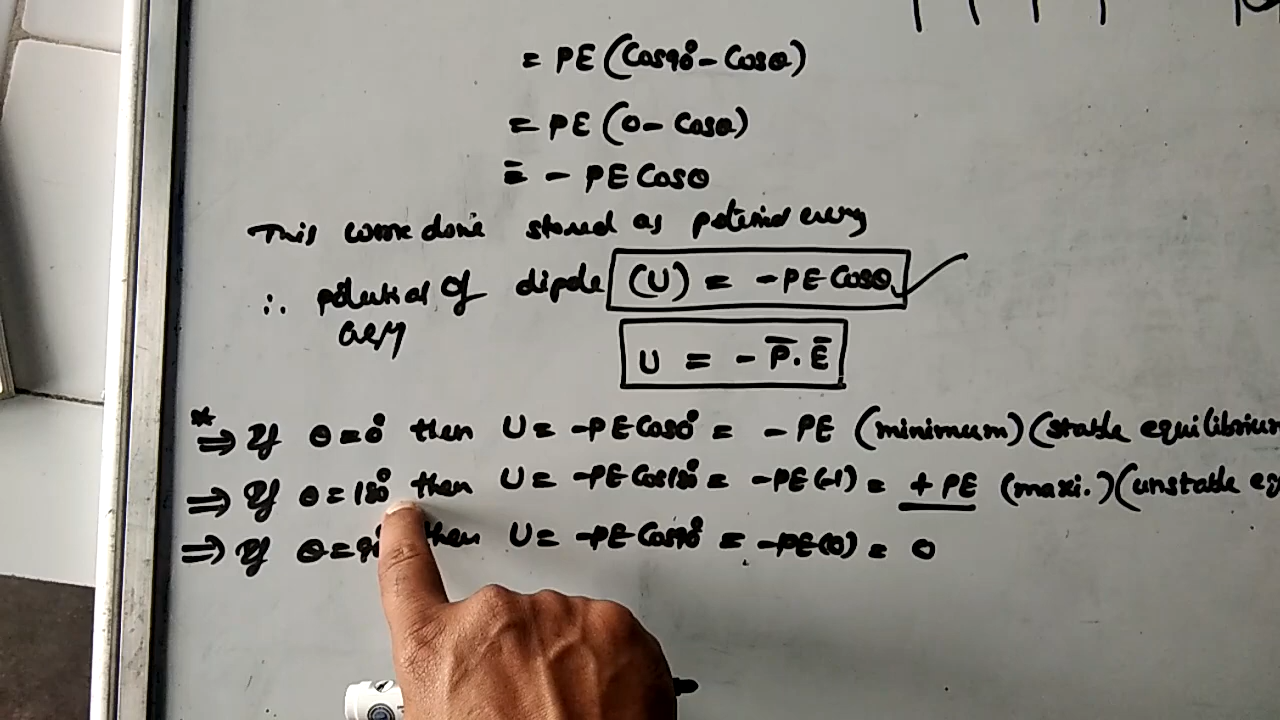 = PE (Cos90° - Cosθ)
= PE (0 - Cosθ)
= - PE Cosθ
This work done stored as potential energy
∴ potential of dipole (U) = - PE Cosθ
U = - P̅ . E̅
* ⇒ If θ = 0° then U = -PE Cos0° = - PE (minimum) (stable equilibrium
⇒ If θ = 180° then U = -PE Cos180° = -PE (-1) = + PE (maxi.) (unstable eq
⇒ If θ = 90° then U = -PE Cos90° = -PE(0) = 0